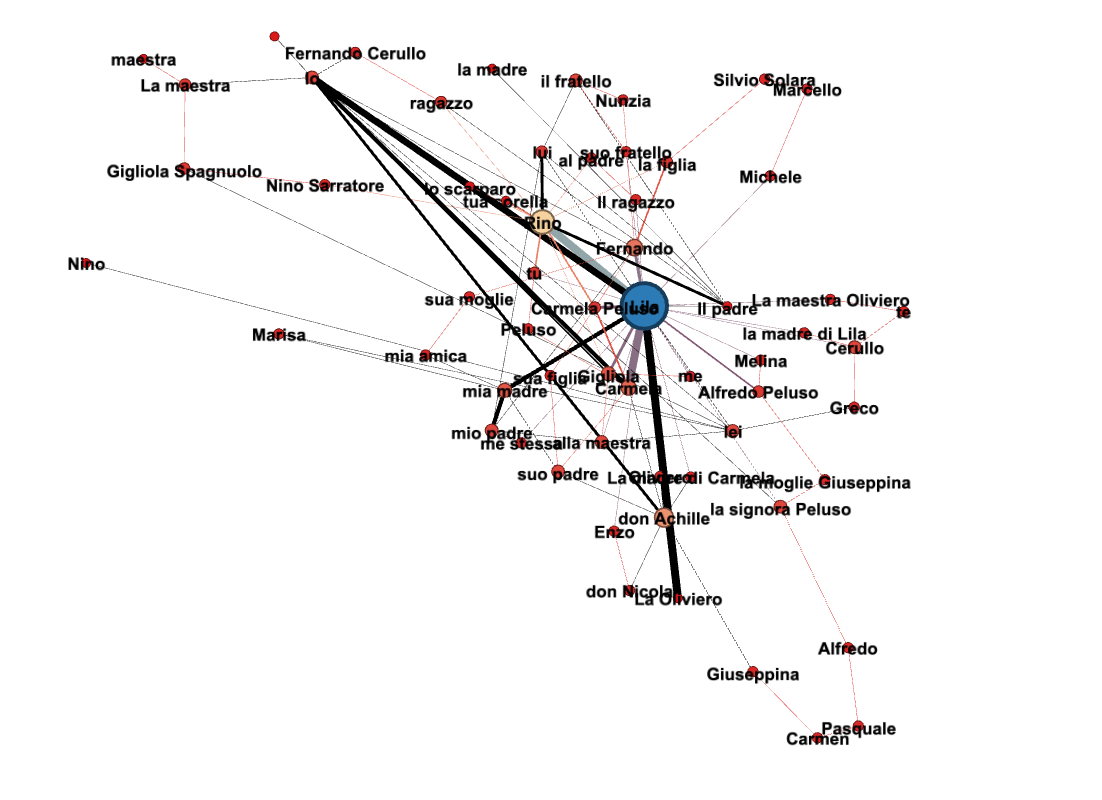 Fernando Cerullo
maestra
Io
la madre
La maestra
il fratello
Silvio Solara
Marcello
Nunzia
ragazzo
lui
al padre
suo fratello
la figlia
Gigliola Spagnuolo
Nino Sarratore
Michele
lo scarparo
tua sorella
Il ragazzo
Rino
Fernando
Nino
tu
sua moglie
Carmela Peluso
Lila
Il padre
La maestra Oliviero
te
Marisa
Peluso
la madre di Lila
Cerullo
mia amica
Melina
sua figlia
Gigliola
me
mia madre
Carmela
Alfredo Peluso
Greco
mio padre
me stessa
alla maestra
lei
suo padre
La madre di Carmela
la moglie Giuseppina
la signora Peluso
don Achille
Enzo
don Nicola
La Oliviero
Alfredo
Giuseppina
Pasquale
Carmen